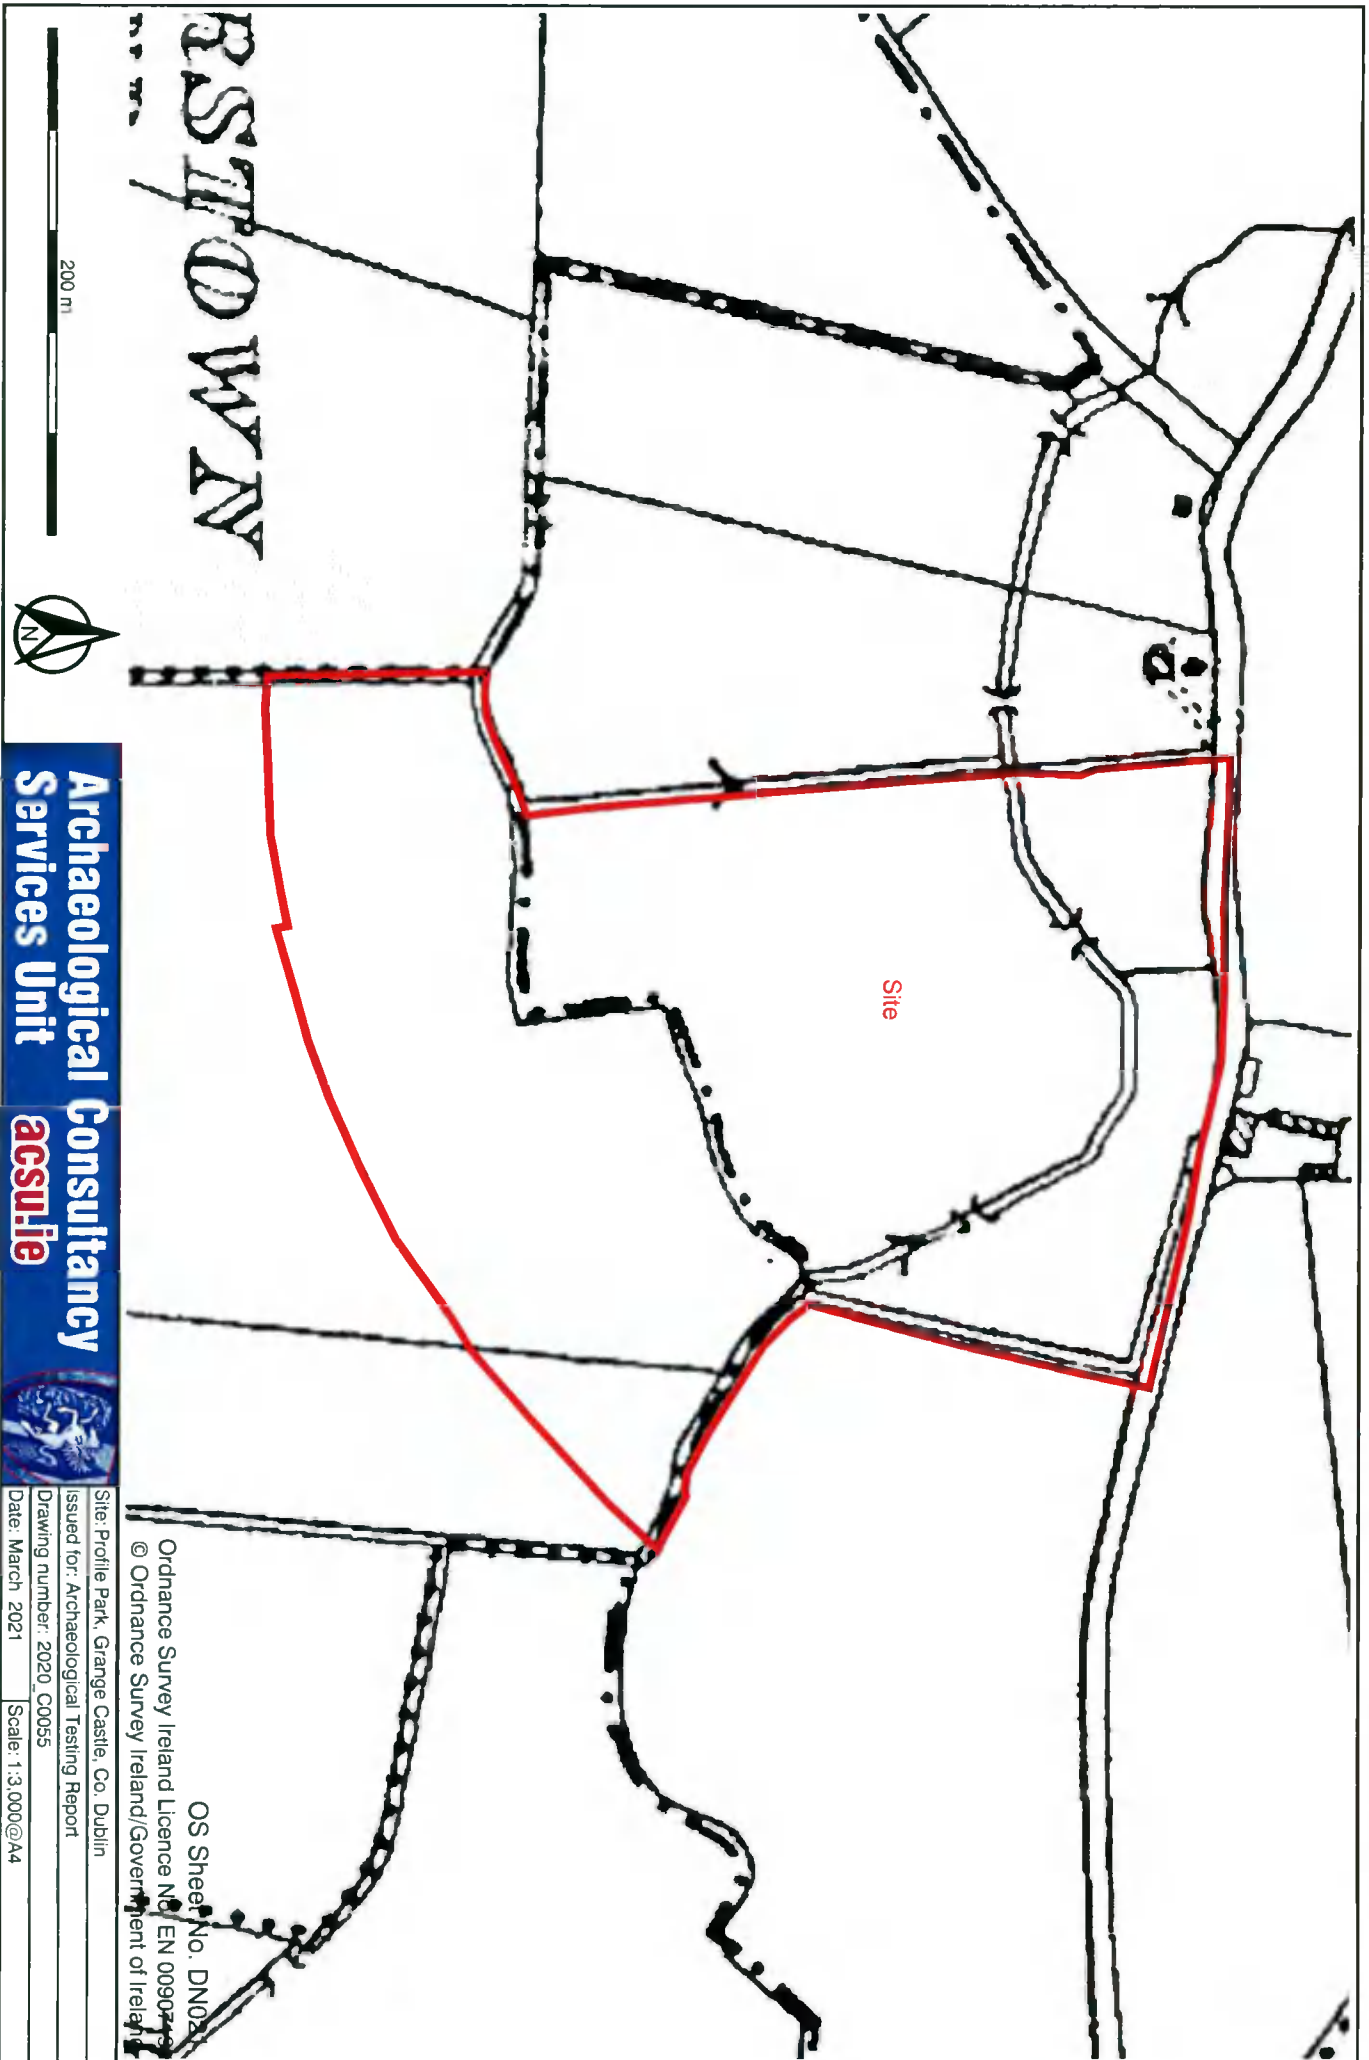 RSTOWN
12
Site
OS Sheet No. DN021
Ordnance Survey Ireland Licence No. EN
© Ordnance Survey Ireland/Government of Ireland
200 m
N
Archaeological Consultancy
Services Unit
acsu.ie
Site: Profile Park, Grange Castle, Co. Dublin
Issued for: Archaeological Testing Report
Drawing number: 2020_C0055
Date: March 2021
Scale: 1:3,000@A4